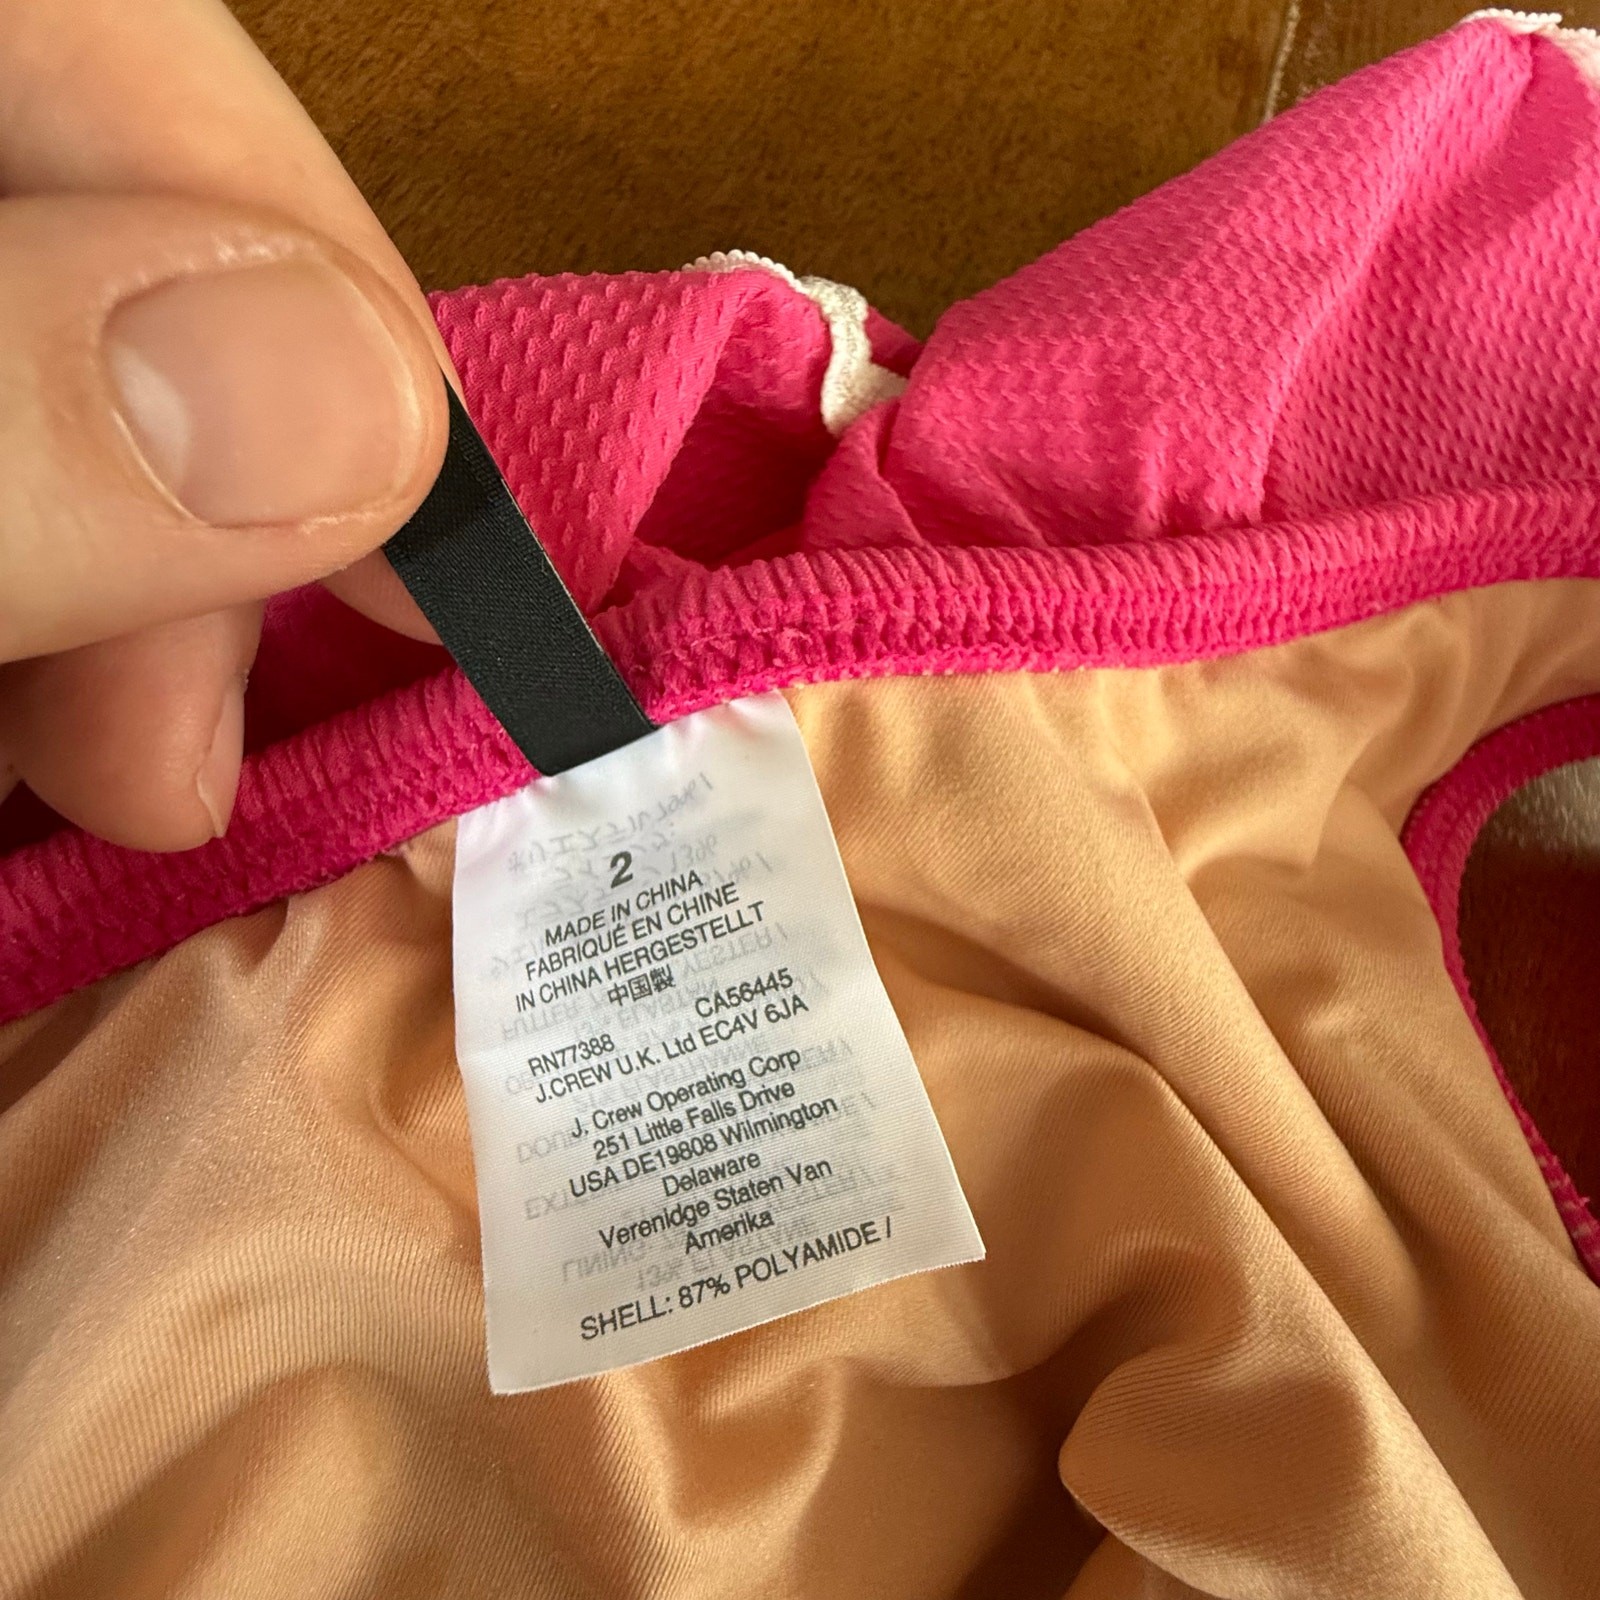 2
MADE IN CHINA
FABRIQUÉ EN CHINE
IN CHINA HERGESTELLT
中国製
RN77388 CA56445
J.CREW U.K. Ltd EC4V 6JA
J. Crew Operating Corp
251 Little Falls Drive
USA DE19808 Wilmington
Delaware
Verenidge Staten Van
Amerika
SHELL: 87% POLYAMIDE /